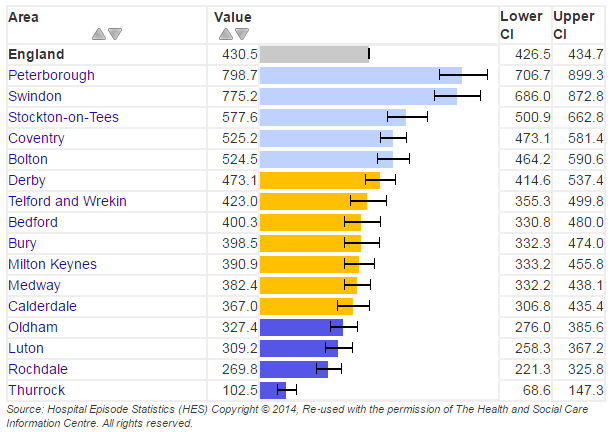 Area Value Lower CI Upper CI
England 430.5 426.5 434.7
Peterborough 798.7 706.7 899.3
Swindon 775.2 686.0 872.8
Stockton-on-Tees 577.6 500.9 662.8
Coventry 525.2 473.1 581.4
Bolton 524.5 464.2 590.6
Derby 473.1 414.6 537.4
Telford and Wrekin 423.0 355.3 499.8
Bedford 400.3 330.8 480.0
Bury 398.5 332.3 474.0
Milton Keynes 390.9 333.2 455.8
Medway 382.4 332.2 438.1
Calderdale 367.0 306.8 435.4
Oldham 327.4 276.0 385.6
Luton 309.2 258.3 367.2
Rochdale 269.8 221.3 325.8
Thurrock 102.5 68.6 147.3
Source: Hospital Episode Statistics (HES) Copyright © 2014, Re-used with the permission of The Health and Social Care
Information Centre. All rights reserved.